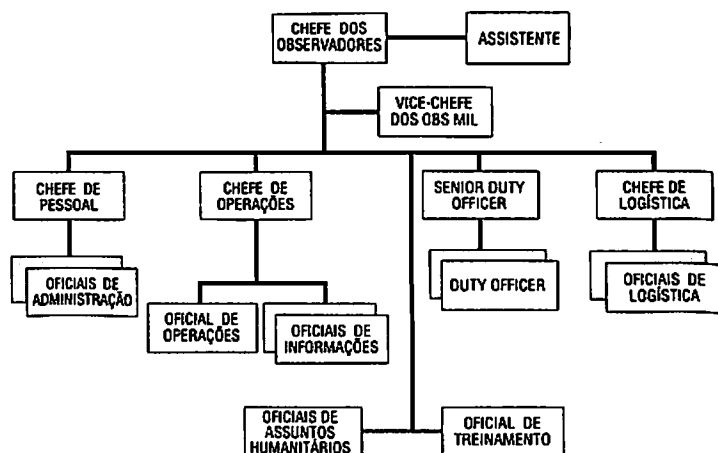 CHEFE DOS
OBSERVADORES
ASSISTENTE
VICE-CHEFE
DOS OBS MIL
CHEFE DE
PESSOAL
CHEFE DE
OPERAÇÕES
SENIOR DUTY
OFFICER
CHEFE DE
LOGÍSTICA
OFICIAIS DE
ADMINISTRAÇÃO
OFICIAL DE
OPERAÇÕES
OFICIAIS DE
INFORMAÇÕES
DUTY OFFICER
OFICIAIS DE
LOGÍSTICA
OFICIAIS DE
ASSUNTOS
HUMANITÁRIOS
OFICIAL DE
TREINAMENTO